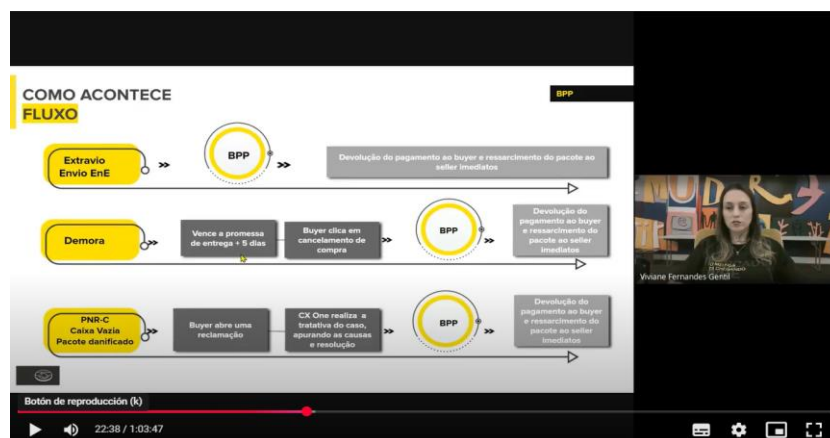 COMO ACONTECE
FLUXO
BPP
Extravio
Envio EnE
BPP
Devolução do pagamento ao buyer e ressarcimento do pacote ao
seller imediatos
Demora
Vence a promessa
de entrega + 5 dias
Buyer clica em
cancelamento de
compra
BPP
Devolução do
pagamento ao buyer
e ressarcimento do
pacote ao seller
imediatos
PNR-C
Caixa Vazia
Pacote danificado
Buyer abre uma
reclamação
CX One realiza a
tratativa do caso,
apurando as causas
e resolução
BPP
Devolução do
pagamento ao buyer
e ressarcimento do
pacote ao seller
imediatos
Viviane Fernandes Gentil
Botón de reproducción (k)
22:38 / 1:03:47